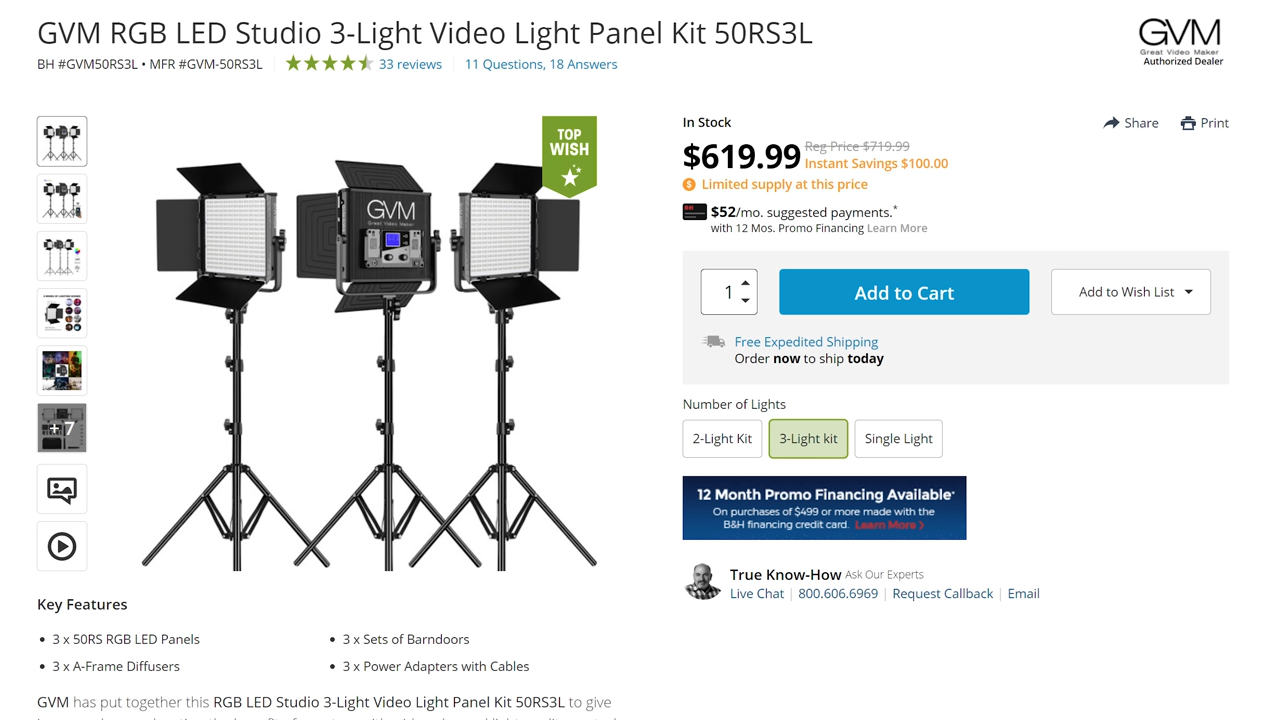 GVM RGB LED Studio 3-Light Video Light Panel Kit 50RS3L
GVM
Great Video Maker
Authorized Dealer
BH #GVM50RS3L • MFR #GVM-50RS3L
33 reviews
11 Questions, 18 Answers
TOP
WISH
GVM
Great Video Maker
+7
In Stock
Share
Print
$619.99
Reg Price $719.99
Instant Savings $100.00
Limited supply at this price
$52/mo. suggested payments.*
with 12 Mos. Promo Financing Learn More
1
Add to Cart
Add to Wish List
Free Expedited Shipping
Order now to ship today
Number of Lights
2-Light Kit
3-Light kit
Single Light
12 Month Promo Financing Available*
On purchases of $499 or more made with the
B&H financing credit card. Learn More >
True Know-How Ask Our Experts
Live Chat | 800.606.6969 | Request Callback | Email
Key Features
• 3 x 50RS RGB LED Panels
• 3 x Sets of Barndoors
• 3 x A-Frame Diffusers
• 3 x Power Adapters with Cables
GVM has put together this RGB LED Studio 3-Light Video Light Panel Kit 50RS3L to give